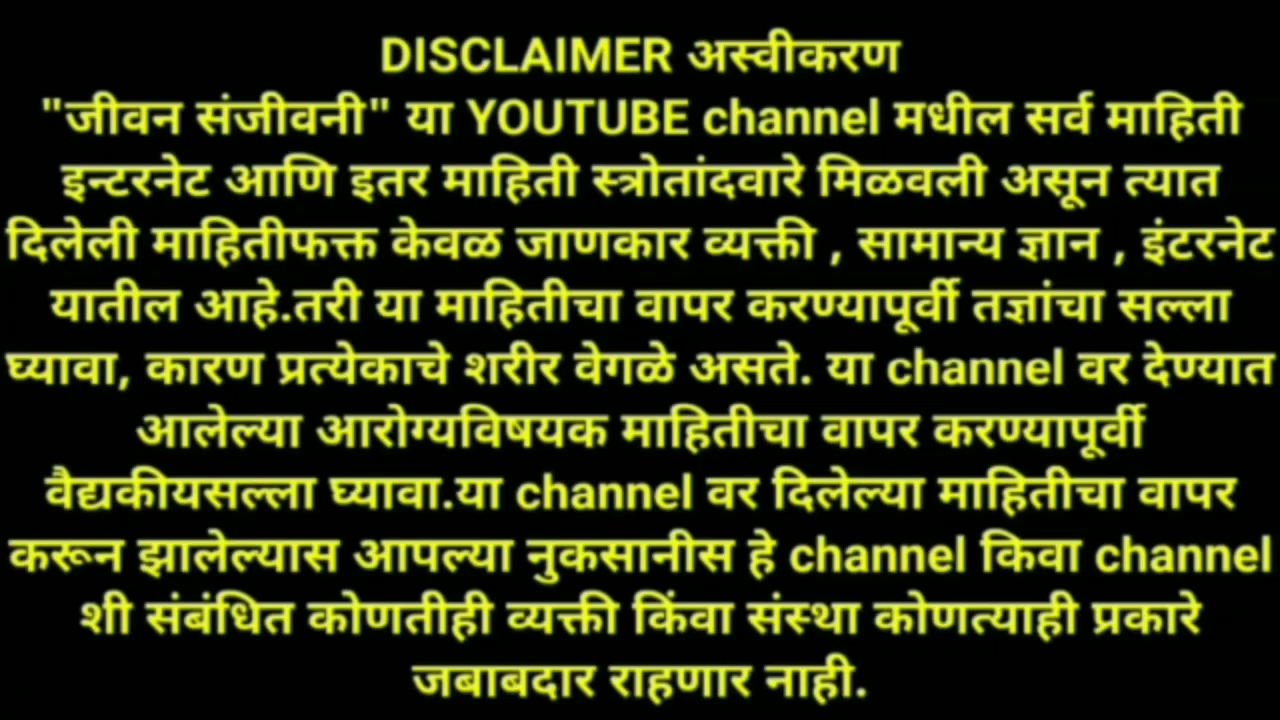 DISCLAIMER अस्वीकरण
"जीवन संजीवनी" या YOUTUBE channel मधील सर्व माहिती
इन्टरनेट आणि इतर माहिती स्त्रोतांदवारे मिळवली असून त्यात
दिलेली माहितीफक्त केवळ जाणकार व्यक्ती , सामान्य ज्ञान , इंटरनेट
यातील आहे.तरी या माहितीचा वापर करण्यापूर्वी तज्ञांचा सल्ला
घ्यावा, कारण प्रत्येकाचे शरीर वेगळे असते. या channel वर देण्यात
आलेल्या आरोग्यविषयक माहितीचा वापर करण्यापूर्वी
वैद्यकीयसल्ला घ्यावा.या channel वर दिलेल्या माहितीचा वापर
करून झालेल्यास आपल्या नुकसानीस हे channel किवा channel
शी संबंधित कोणतीही व्यक्ती किंवा संस्था कोणत्याही प्रकारे
जबाबदार राहणार नाही.